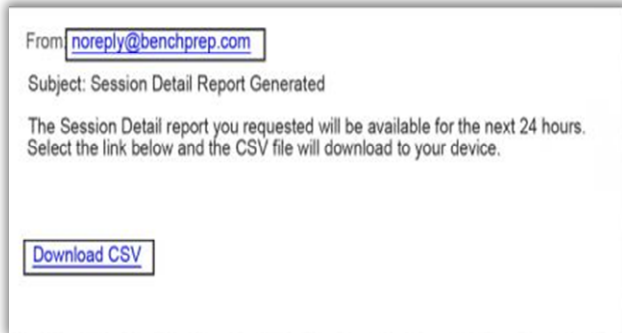 From: noreply@benchprep.com
Subject: Session Detail Report Generated
The Session Detail report you requested will be available for the next 24 hours.
Select the link below and the CSV file will download to your device.
Download CSV